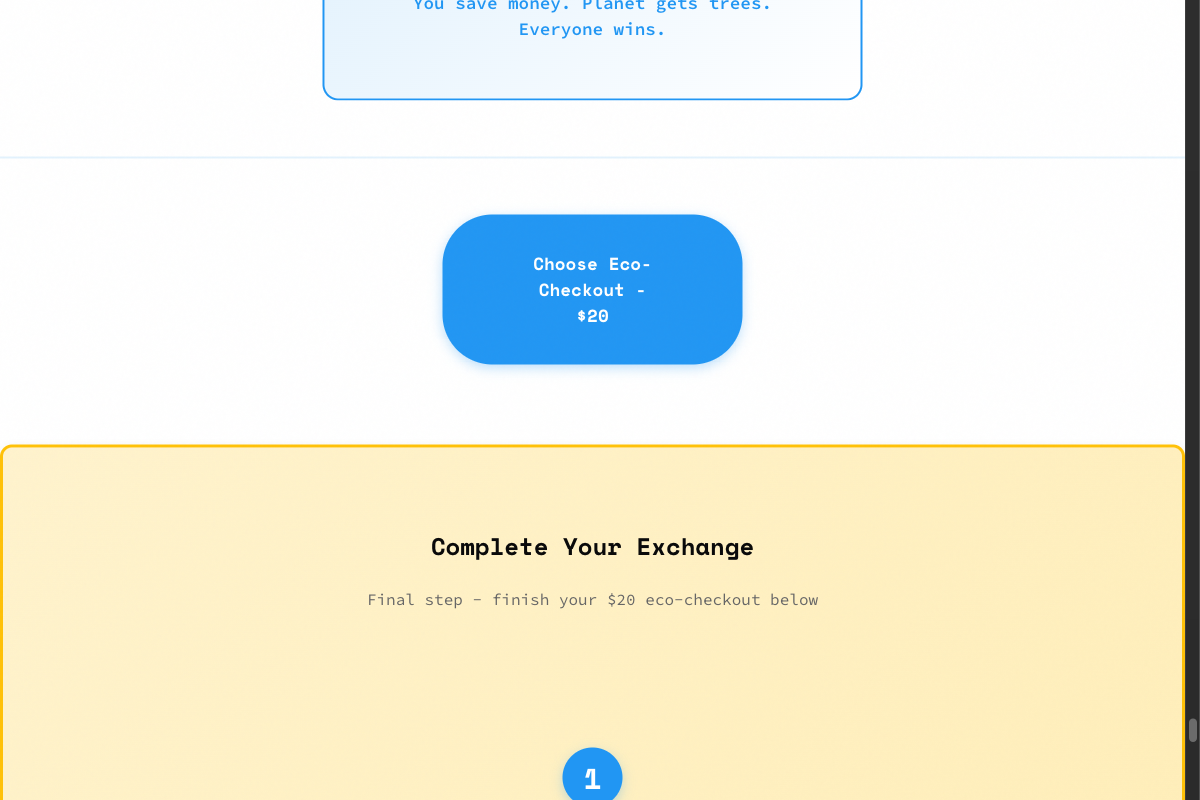 You save money. Planet gets trees.
Everyone wins.
Choose Eco-
Checkout -
$20
Complete Your Exchange
Final step - finish your $20 eco-checkout below
1